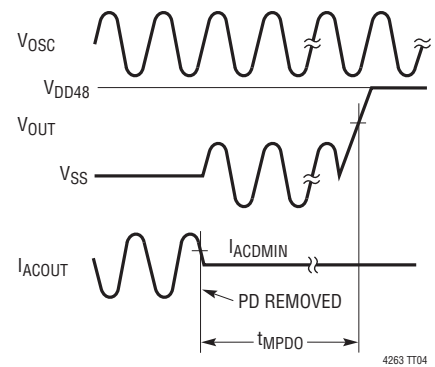 VOSC
VDD48
VOUT
VSS
IACOUT
IACDMIN
PD REMOVED
tMPDO
4263 TT04